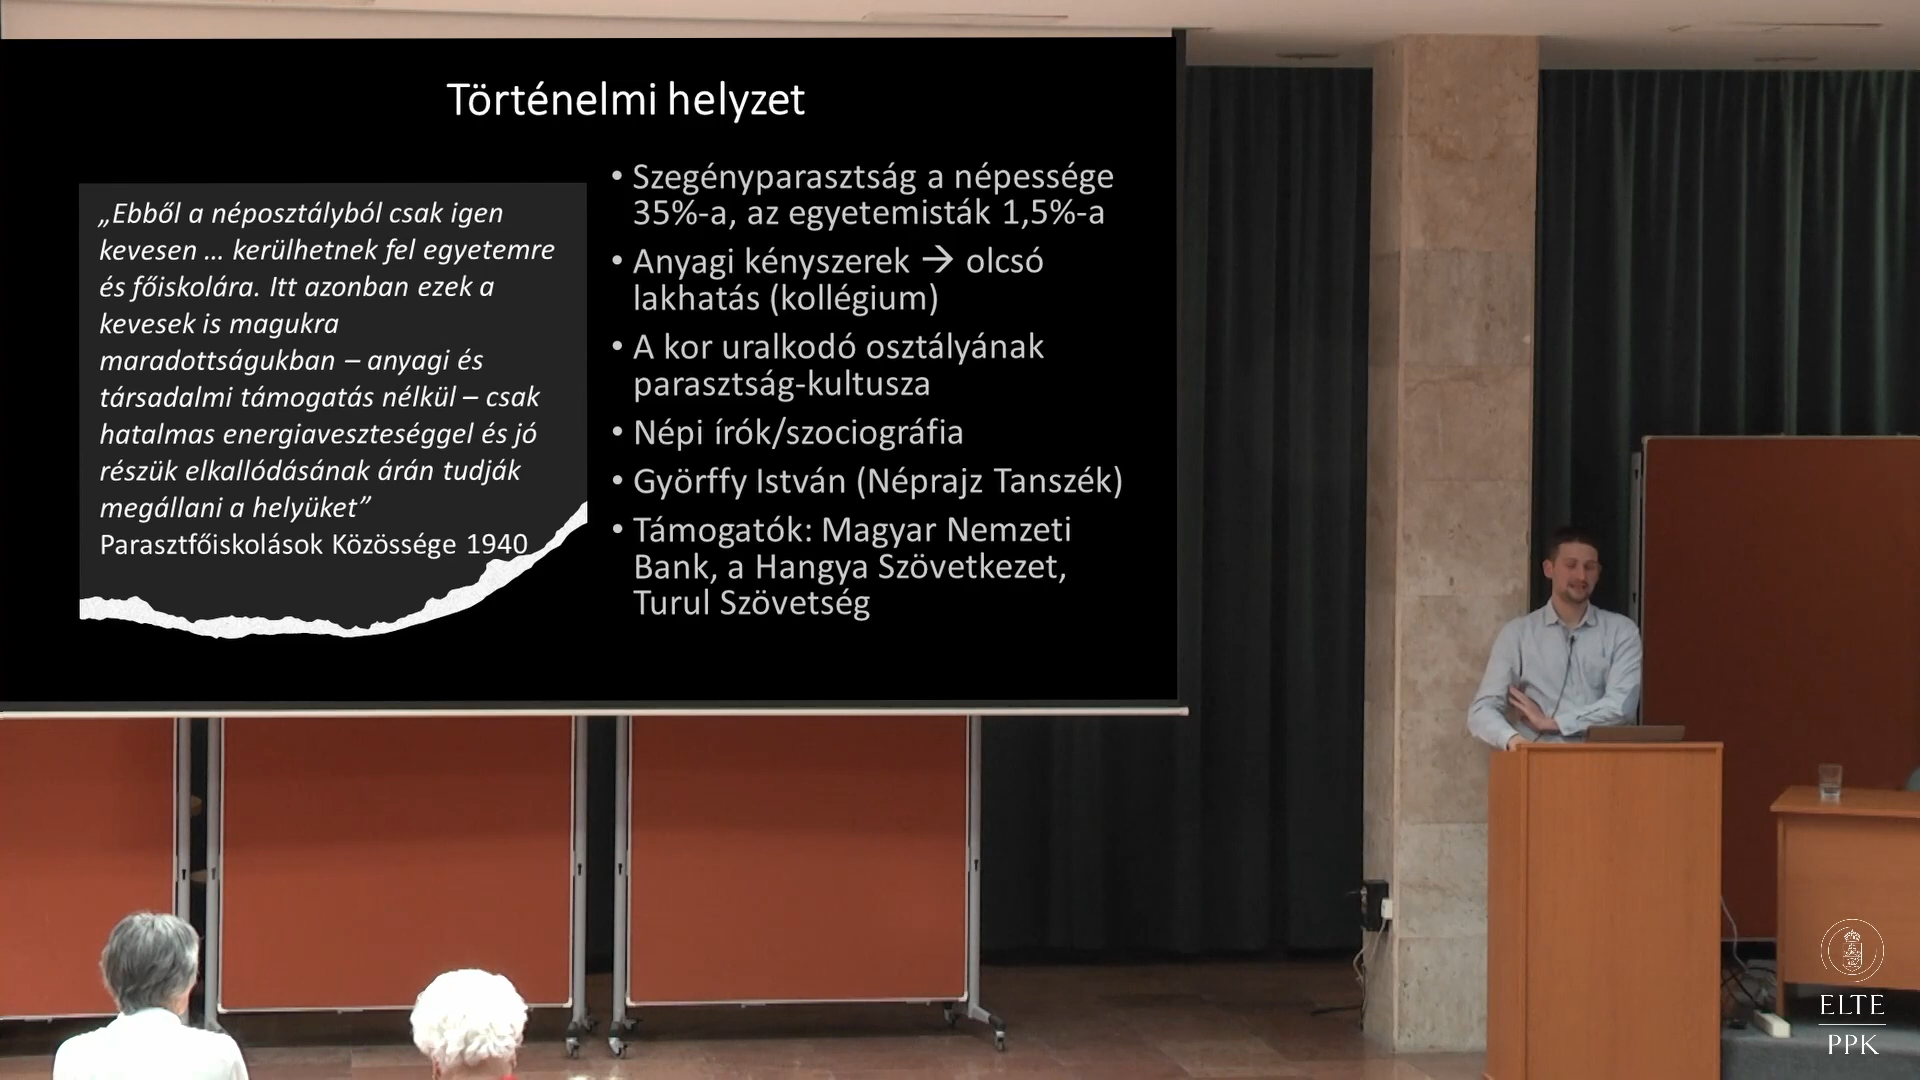 Történelmi helyzet
„Ebből a néposztályból csak igen
kevesen ... kerülhetnek fel egyetemre
és főiskolára. Itt azonban ezek a
kevesek is magukra
maradottságukban – anyagi és
társadalmi támogatás nélkül – csak
hatalmas energiaveszteséggel és jó
részük elkallódásának árán tudják
megállani a helyüket”
Parasztfőiskolások Közössége 1940
• Szegényparasztság a népessége
35%-a, az egyetemisták 1,5%-a
• Anyagi kényszerek → olcsó
lakhatás (kollégium)
• A kor uralkodó osztályának
parasztság-kultusza
• Népi írók/szociográfia
• Györffy István (Néprajz Tanszék)
• Támogatók: Magyar Nemzeti
Bank, a Hangya Szövetkezet,
Turul Szövetség
ELTE
PPK